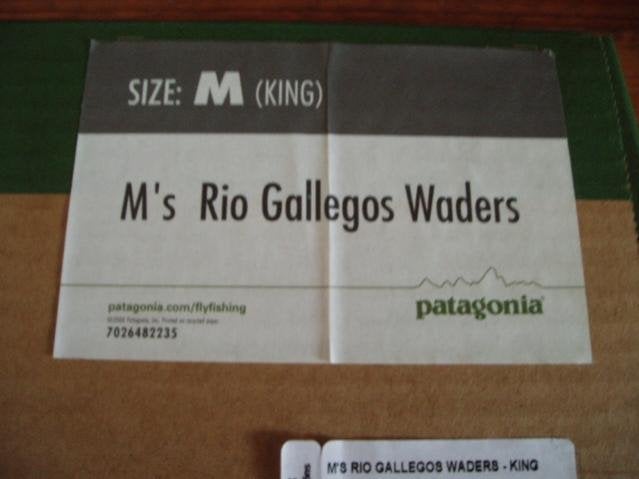 SIZE: M (KING)
M's Rio Gallegos Waders
patagonia.com/flyfishing
7026482235
patagonia
M'S RIO GALLEGOS WADERS - KING